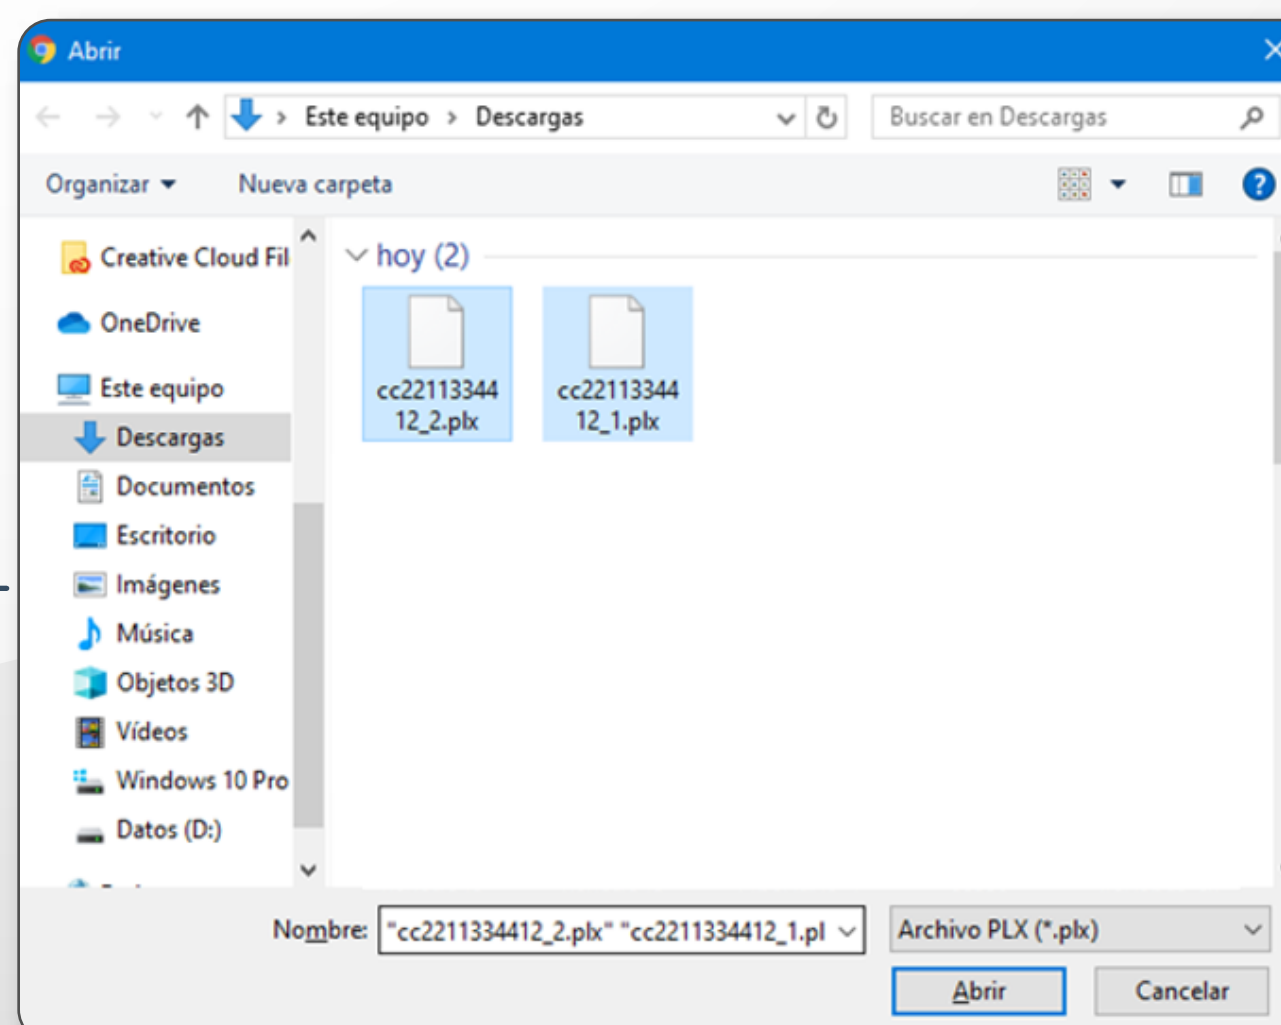 Abrir
Este equipo > Descargas
Buscar en Descargas
Organizar
Nueva carpeta
Creative Cloud Fil
OneDrive
Este equipo
Descargas
Documentos
Escritorio
Imágenes
Música
Objetos 3D
Vídeos
Windows 10 Pro
Datos (D:)
hoy (2)
cc22113344
12_2.plx
cc22113344
12_1.plx
Nombre:
"cc2211334412_2.plx" "cc2211334412_1.pl
Archivo PLX (*.plx)
Abrir
Cancelar